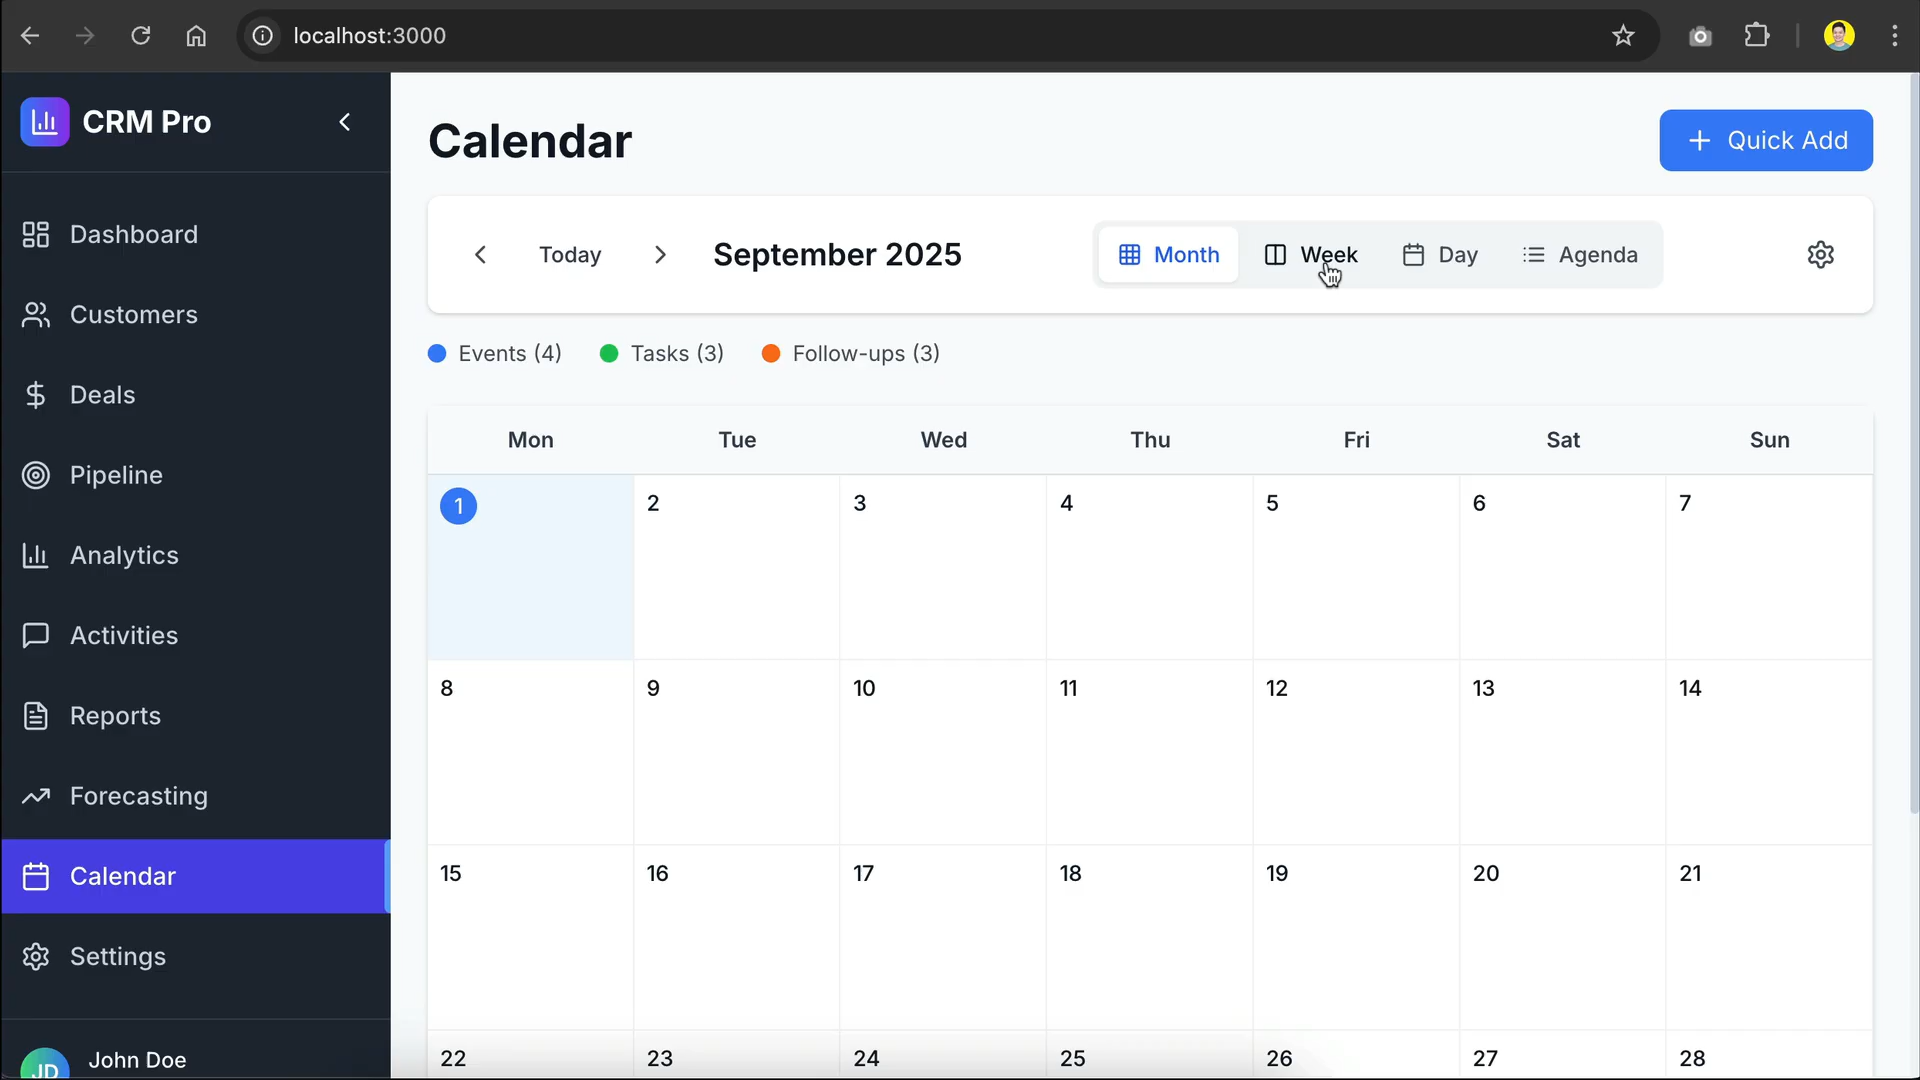 localhost:3000
CRM Pro
Dashboard
Customers
Deals
Pipeline
Analytics
Activities
Reports
Forecasting
Calendar
Settings
JD
John Doe
Calendar
Quick Add
Today
September 2025
Month
Week
Day
Agenda
Events (4)
Tasks (3)
Follow-ups (3)
Mon Tue Wed Thu Fri Sat Sun
1 2 3 4 5 6 7
8 9 10 11 12 13 14
15 16 17 18 19 20 21
22 23 24 25 26 27 28